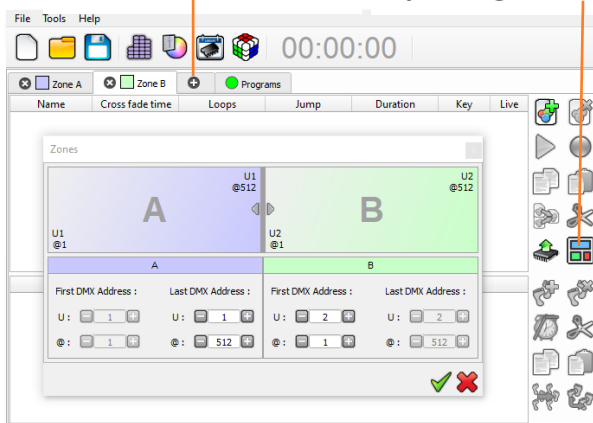 File Tools Help
00:00:00
Zone A Zone B Programs
Name Cross fade time Loops Jump Duration Key Live
Zones
U1
@512
A
U1
@1
U2
@512
B
U2
@1
A B
First DMX Address : Last DMX Address : First DMX Address : Last DMX Address :
U : 1 U : 1 U : 2 U : 2
@ : 1 @ : 512 @ : 1 @ : 512